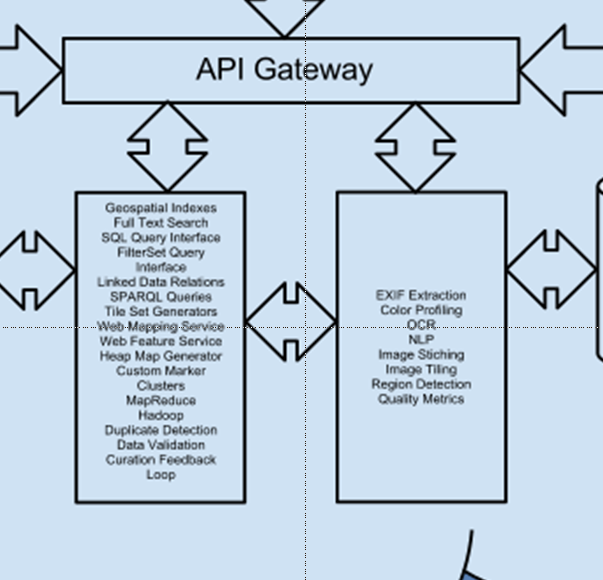 API Gateway
Geospatial Indexes
Full Text Search
SQL Query Interface
FilterSet Query
Interface
Linked Data Relations
SPARQL Queries
Tile Set Generators
Web Mapping Service
Web Feature Service
Heap Map Generator
Custom Marker
Clusters
MapReduce
Hadoop
Duplicate Detection
Data Validation
Curation Feedback
Loop
EXIF Extraction
Color Profiling
OCR
NLP
Image Stiching
Image Tiling
Region Detection
Quality Metrics